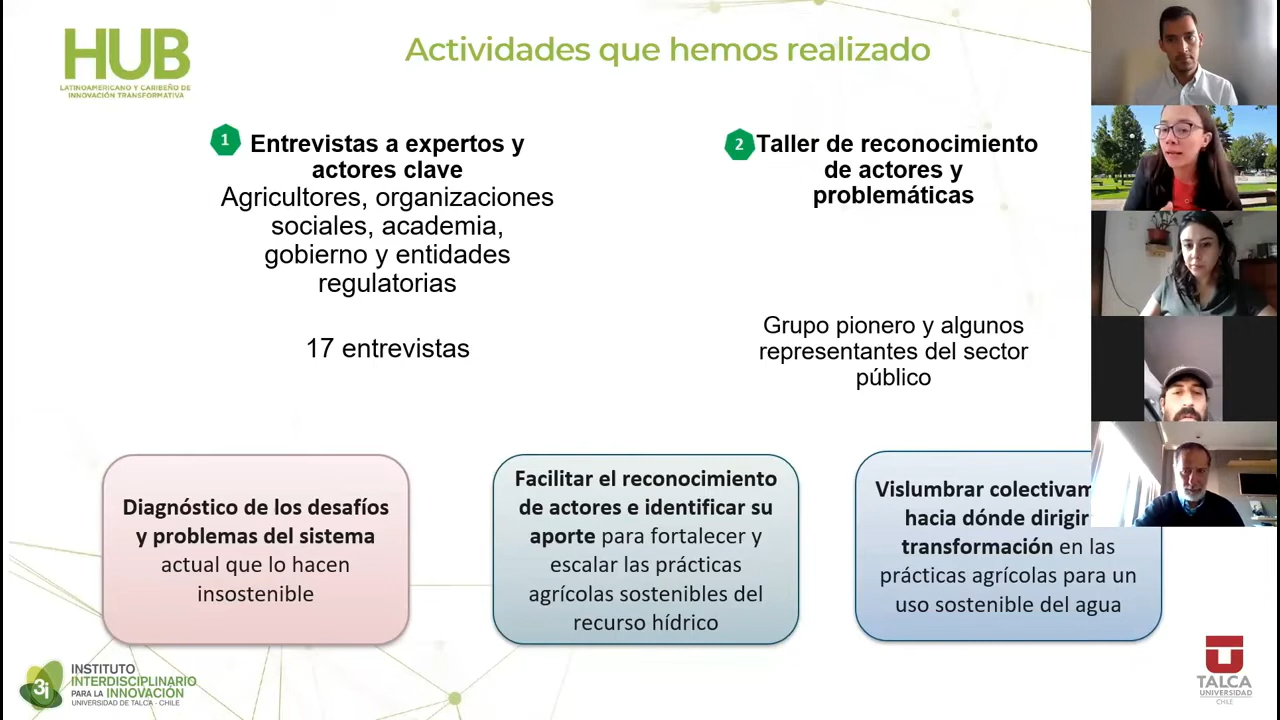 HUB
LATINOAMERICANO Y CARIBEÑO DE
INNOVACIÓN TRANSFORMATIVA
Actividades que hemos realizado
1
Entrevistas a expertos y
actores clave
Agricultores, organizaciones
sociales, academia,
gobierno y entidades
regulatorias
17 entrevistas
2
Taller de reconocimiento
de actores y
problemáticas
Grupo pionero y algunos
representantes del sector
público
Diagnóstico de los desafíos
y problemas del sistema
actual que lo hacen
insostenible
Facilitar el reconocimiento
de actores e identificar su
aporte para fortalecer y
escalar las prácticas
agrícolas sostenibles del
recurso hídrico
Vislumbrar
hacia dónde dirigir
transformación en las
prácticas agrícolas para un
uso sostenible del agua
3i
INSTITUTO
INTERDISCIPLINARIO
PARA LA INNOVACIÓN
UNIVERSIDAD DE TALCA - CHILE
TALCA
UNIVERSIDAD
CHILE